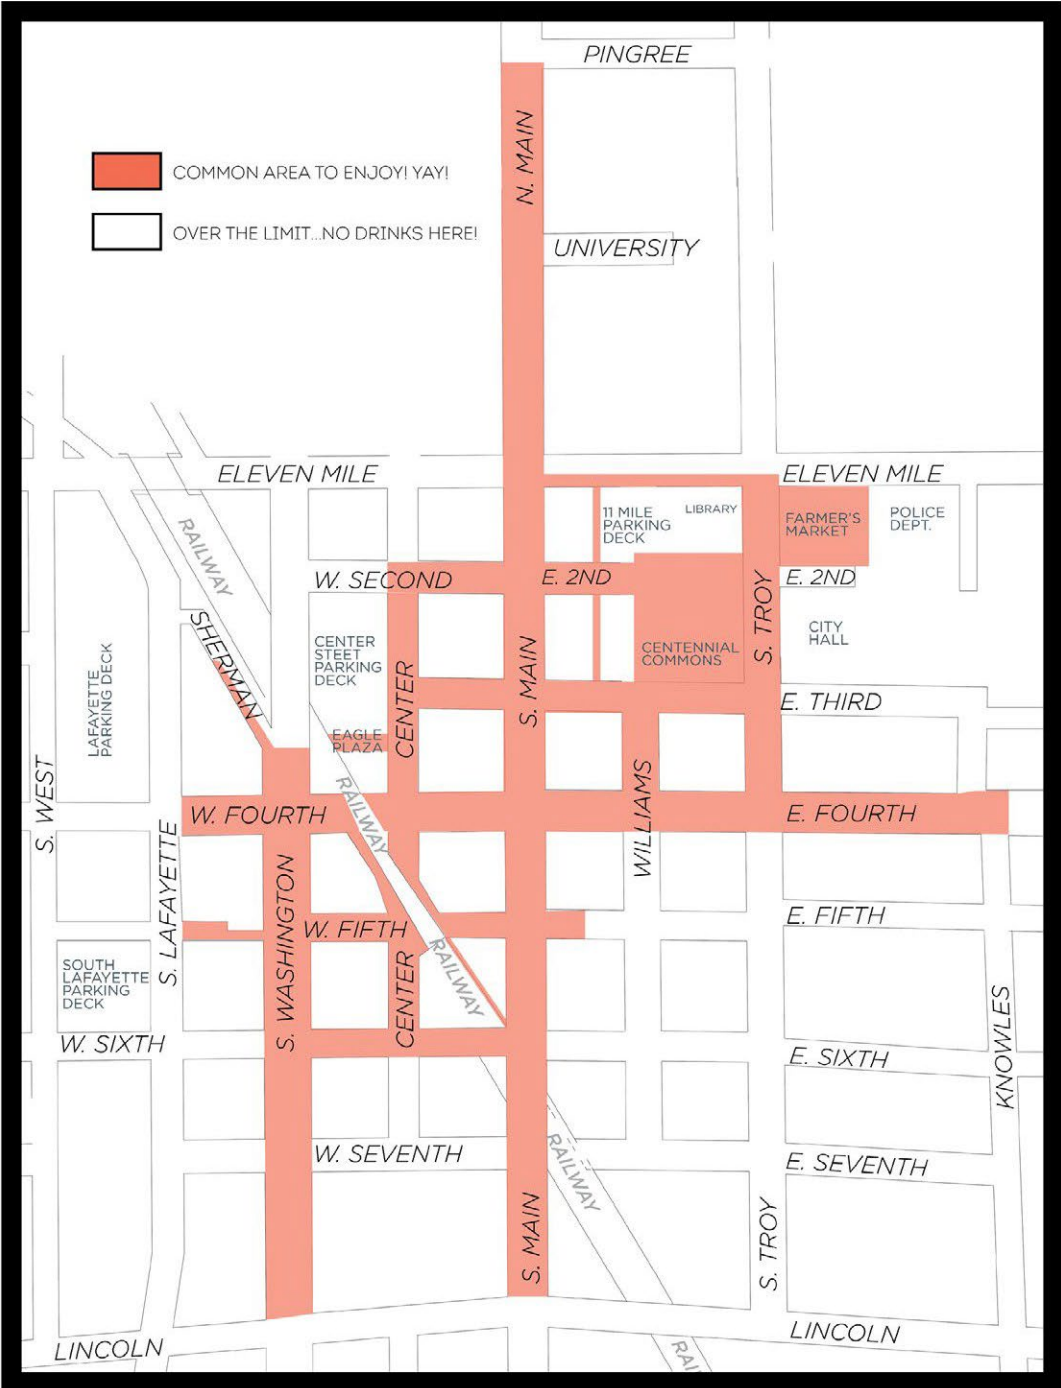 PINGREE
N. MAIN
COMMON AREA TO ENJOY! YAY!
OVER THE LIMIT...NO DRINKS HERE!
UNIVERSITY
ELEVEN MILE
ELEVEN MILE
RAILWAY
11 MILE
PARKING
DECK
LIBRARY
FARMER'S
MARKET
POLICE
DEPT.
W. SECOND
E. 2ND
E. 2ND
SHERMAN
CENTER
STEET
PARKING
DECK
CENTER
S. MAIN
CENTENNIAL
COMMONS
S. TROY
CITY
HALL
LAFAYETTE
PARKING DECK
E. THIRD
EAGLE
PLAZA
S. WEST
W. FOURTH
RAILWAY
WILLIAMS
E. FOURTH
S. LAFAYETTE
S. WASHINGTON
W. FIFTH
E. FIFTH
SOUTH
LAFAYETTE
PARKING
DECK
CENTER
RAILWAY
W. SIXTH
E. SIXTH
KNOWLES
W. SEVENTH
RAILWAY
E. SEVENTH
S. MAIN
S. TROY
LINCOLN
LINCOLN
RAI